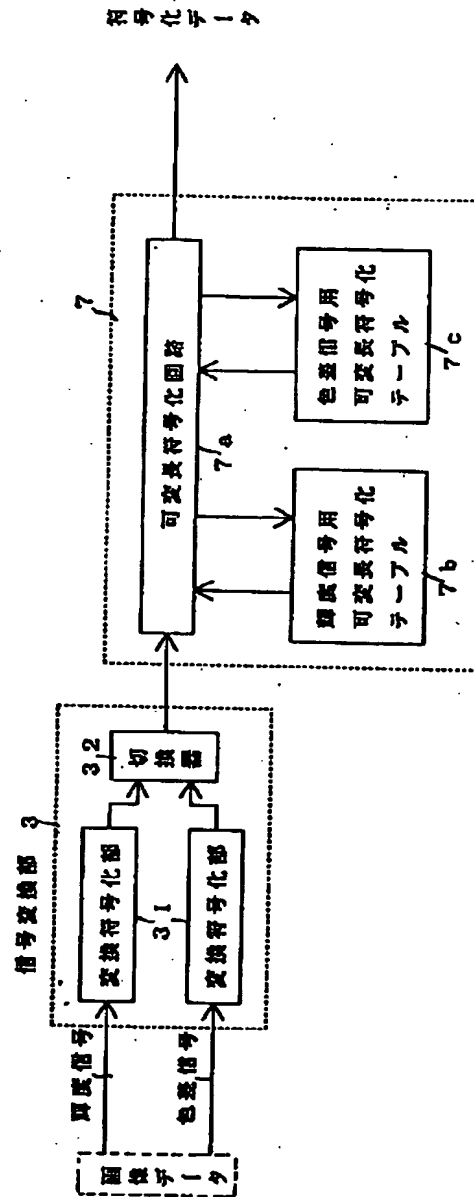 画像データ
輝度信号
色差信号
信号変換部
3
変換符号化部
31
変換符号化部
32
切換器
7
可変長符号化回路
7a
輝度信号用
可変長符号化
テーブル
7b
色差信号用
可変長符号化
テーブル
7c
符号化データ